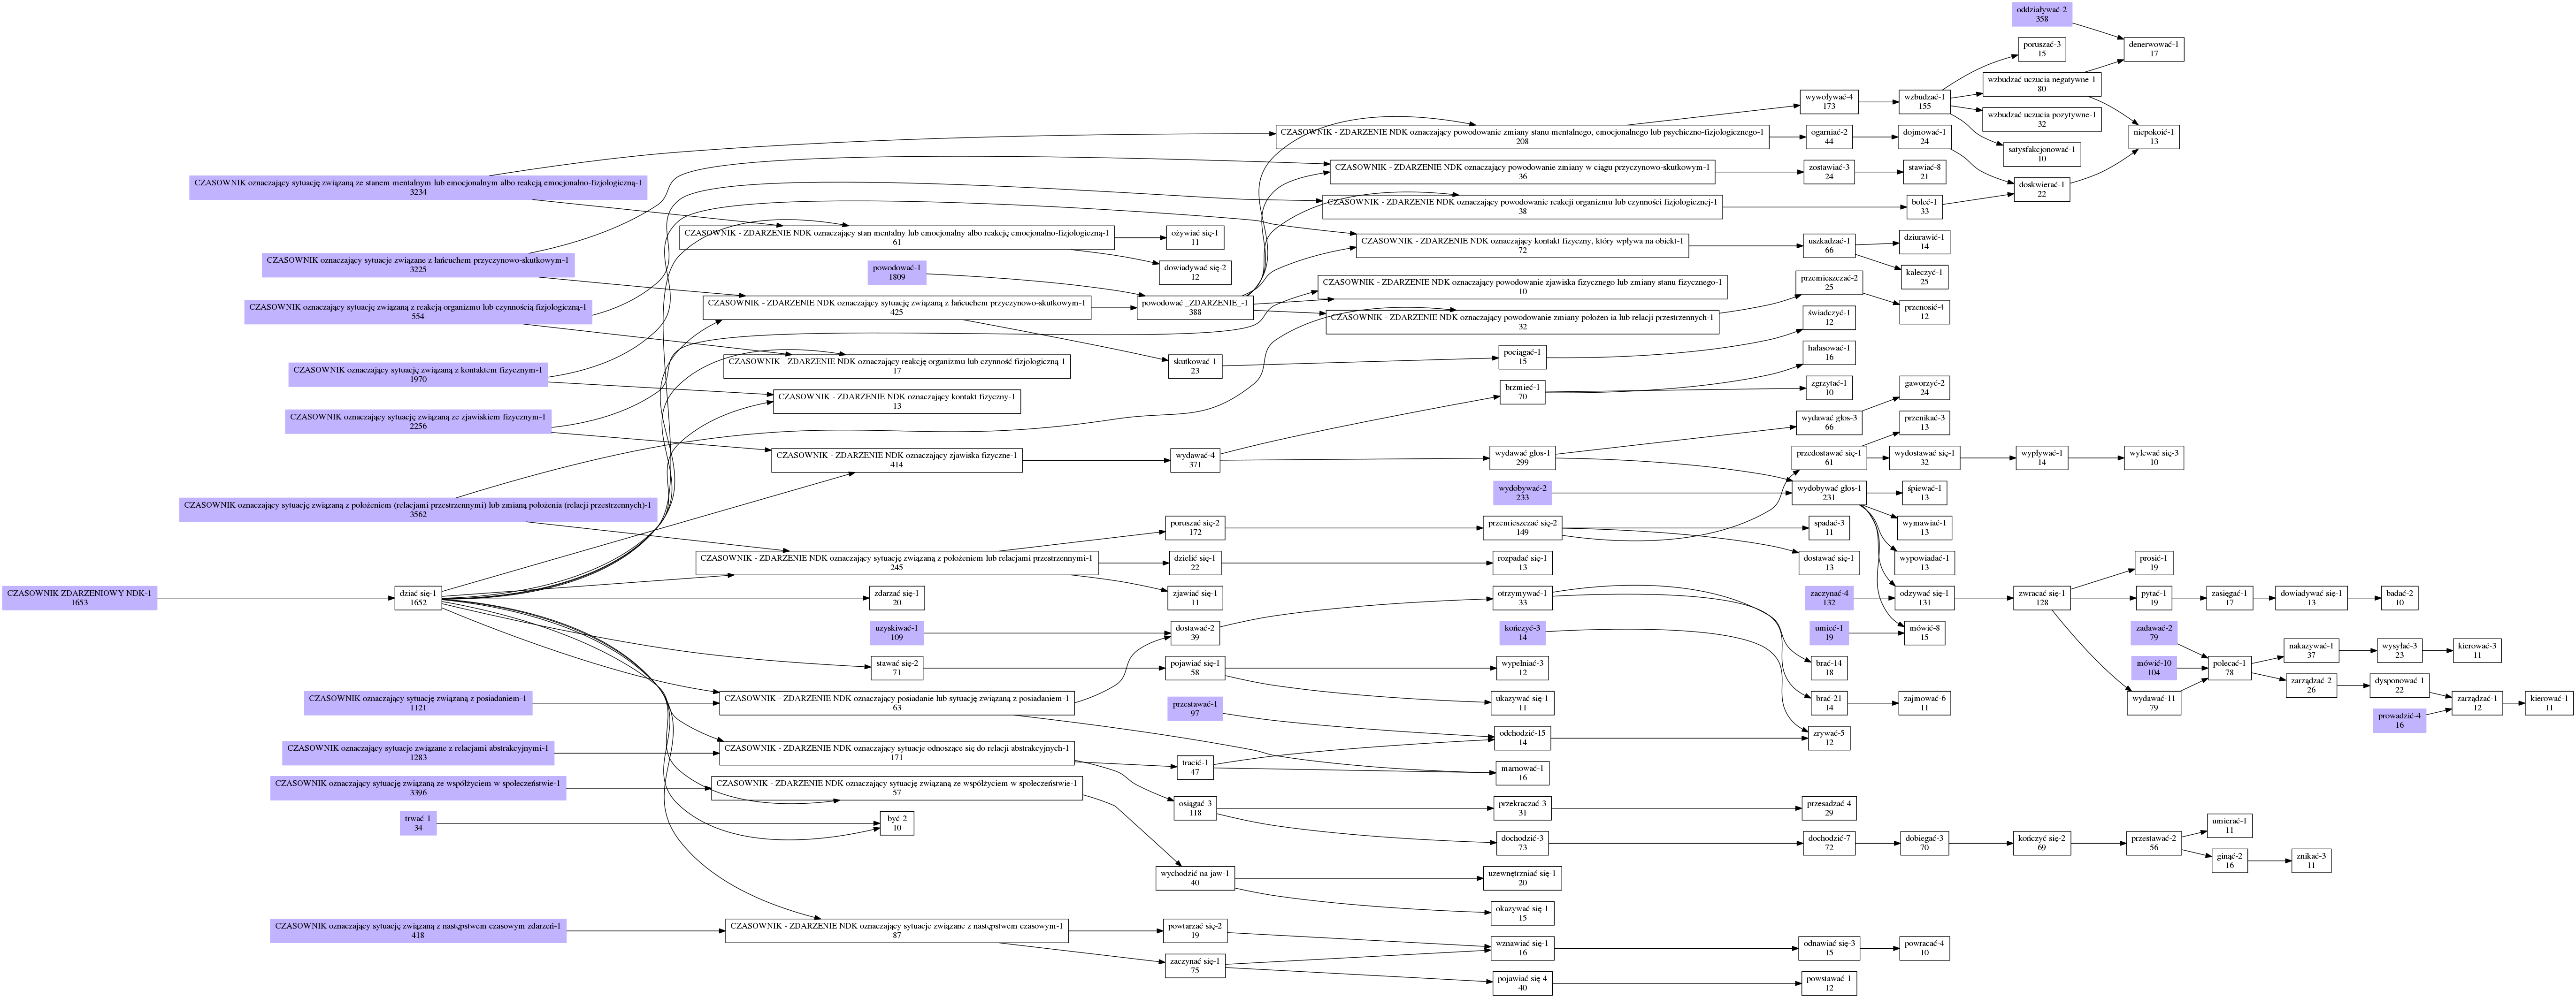 oddziaływać-2
358
poruszać-3
15
denerwować-1
17
wzbudzać uczucia negatywne-1
80
wywoływać-4
173
wzbudzać-1
155
wzbudzać uczucia pozytywne-1
32
CZASOWNIK - ZDARZENIE NDK oznaczający powodowanie zmiany stanu mentalnego, emocjonalnego lub psychiczno-fizjologicznego-1
208
ogarniać-2
44
dojmować-1
24
niepokoić-1
13
satysfakcjonować-1
10
CZASOWNIK - ZDARZENIE NDK oznaczający powodowanie zmiany w ciągu przyczynowo-skutkowym-1
36
zostawiać-3
24
stawiać-8
21
CZASOWNIK oznaczający sytuację związaną ze stanem mentalnym lub emocjonalnym albo reakcją emocjonalno-fizjologiczną-1
3234
doskwierać-1
22
CZASOWNIK - ZDARZENIE NDK oznaczający powodowanie reakcji organizmu lub czynności fizjologicznej-1
38
boleć-1
33
CZASOWNIK - ZDARZENIE NDK oznaczający stan mentalny lub emocjonalny albo reakcję emocjonalno-fizjologiczną-1
61
ożywiać się-1
11
CZASOWNIK - ZDARZENIE NDK oznaczający kontakt fizyczny, który wpływa na obiekt-1
72
uszkadzać-1
66
dziurawić-1
14
CZASOWNIK oznaczający sytuacje związane z łańcuchem przyczynowo-skutkowym-1
3225
powodować-1
1809
dowiadywać się-2
12
kaleczyć-1
25
CZASOWNIK - ZDARZENIE NDK oznaczający powodowanie zjawiska fizycznego lub zmiany stanu fizycznego-1
10
przemieszczać-2
25
CZASOWNIK oznaczający sytuację związaną z reakcją organizmu lub czynnością fizjologiczną-1
554
CZASOWNIK - ZDARZENIE NDK oznaczający sytuację związaną z łańcuchem przyczynowo-skutkowym-1
425
powodować _ZDARZENIE_-1
388
CZASOWNIK - ZDARZENIE NDK oznaczający powodowanie zmiany położen ia lub relacji przestrzennych-1
32
przenosić-4
12
świadczyć-1
12
CZASOWNIK oznaczający sytuację związaną z kontaktem fizycznym-1
1970
CZASOWNIK - ZDARZENIE NDK oznaczający reakcję organizmu lub czynność fizjologiczną-1
17
skutkować-1
23
pociągać-1
15
hałasować-1
16
CZASOWNIK - ZDARZENIE NDK oznaczający kontakt fizyczny-1
13
brzmieć-1
70
zgrzytać-1
10
gaworzyć-2
24
CZASOWNIK oznaczający sytuację związaną ze zjawiskiem fizycznym-1
2256
wydawać głos-3
66
przenikać-3
13
CZASOWNIK - ZDARZENIE NDK oznaczający zjawiska fizyczne-1
414
wydawać-4
371
wydawać głos-1
299
przedostawać się-1
61
wydostawać się-1
32
wypływać-1
14
wylewać się-3
10
CZASOWNIK oznaczający sytuację związaną z położeniem (relacjami przestrzennymi) lub zmianą położenia (relacji przestrzennych)-1
3562
wydobywać-2
233
wydobywać głos-1
231
śpiewać-1
13
poruszać się-2
172
przemieszczać się-2
149
spadać-3
11
wymawiać-1
13
CZASOWNIK - ZDARZENIE NDK oznaczający sytuację związaną z położeniem lub relacjami przestrzennymi-1
245
dzielić się-1
22
rozpadać się-1
13
dostawać się-1
13
wypowiadać-1
13
prosić-1
19
CZASOWNIK ZDARZENIOWY NDK-1
1653
dziać się-1
1652
zdarzać się-1
20
zjawiać się-1
11
otrzymywać-1
33
zaczynać-4
132
odzywać się-1
131
zwracać się-1
128
pytać-1
19
zasięgać-1
17
dowiadywać się-1
13
badać-2
10
uzyskiwać-1
109
dostawać-2
39
kończyć-3
14
umieć-1
19
mówić-8
15
zadawać-2
79
nakazywać-1
37
wysyłać-3
23
kierować-3
11
stawać się-2
71
pojawiać się-1
58
wypełniać-3
12
brać-14
18
mówić-10
104
polecać-1
78
zarządzać-2
26
dysponować-1
22
CZASOWNIK oznaczający sytuację związaną z posiadaniem-1
1121
CZASOWNIK - ZDARZENIE NDK oznaczający posiadanie lub sytuację związaną z posiadaniem-1
63
przestawać-1
97
ukazywać się-1
11
brać-21
14
zajmować-6
11
wydawać-11
79
prowadzić-4
16
zarządzać-1
12
kierować-1
11
CZASOWNIK oznaczający sytuacje związane z relacjami abstrakcyjnymi-1
1283
CZASOWNIK - ZDARZENIE NDK oznaczający sytuacje odnoszące się do relacji abstrakcyjnych-1
171
odchodzić-15
14
zrywać-5
12
tracić-1
47
marnować-1
16
CZASOWNIK oznaczający sytuację związaną ze współżyciem w społeczeństwie-1
3396
CZASOWNIK - ZDARZENIE NDK oznaczający sytuację związaną ze współżyciem w społeczeństwie-1
57
osiągać-3
118
przekraczać-3
31
przesadzać-4
29
trwać-1
34
być-2
10
dochodzić-3
73
dochodzić-7
72
dobiegać-3
70
kończyć się-2
69
przestawać-2
56
umierać-1
11
ginąć-2
16
znikać-3
11
wychodzić na jaw-1
40
uzewnętrzniać się-1
20
okazywać się-1
15
CZASOWNIK oznaczający sytuację związaną z następstwem czasowym zdarzeń-1
418
CZASOWNIK - ZDARZENIE NDK oznaczający sytuacje związane z następstwem czasowym-1
87
powtarzać się-2
19
wznawiać się-1
16
odnawiać się-3
15
powracać-4
10
zaczynać się-1
75
pojawiać się-4
40
powstawać-1
12